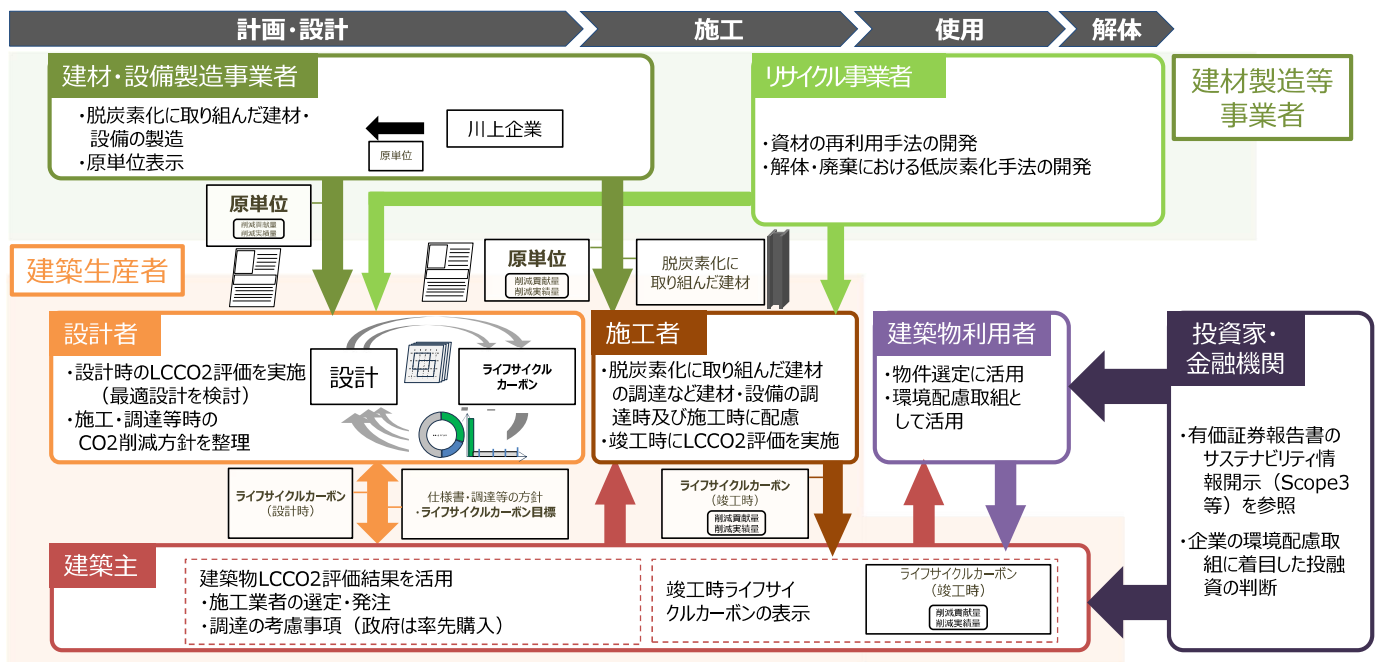 計画・設計
施工
使用
解体
建材・設備製造事業者
・脱炭素化に取り組んだ建材・
設備の製造
・原単位表示
川上企業
原単位
リサイクル事業者
・資材の再利用手法の開発
・解体・廃棄における低炭素化手法の開発
建材製造等
事業者
原単位
削減貢献量
削減実績量
原単位
削減貢献量
削減実績量
脱炭素化に
取り組んだ建材
建築生産者
設計者
・設計時のLCCO2評価を実施
（最適設計を検討）
・施工・調達等時の
CO2削減方針を整理
設計
ライフサイクル
カーボン
施工者
・脱炭素化に取り組んだ建材
の調達など建材・設備の調
達時及び施工時に配慮
・竣工時にLCCO2評価を実施
建築物利用者
・物件選定に活用
・環境配慮取組と
して活用
投資家・
金融機関
・有価証券報告書の
サステナビリティ情
報開示（Scope3
等）を参照
・企業の環境配慮取
組に着目した投融
資の判断
ライフサイクルカーボン
（設計時）
仕様書・調達等の方針
・ライフサイクルカーボン目標
ライフサイクルカーボン
（竣工時）
削減貢献量
削減実績量
建築主
建築物LCCO2評価結果を活用
・施工業者の選定・発注
・調達の考慮事項（政府は率先購入）
竣工時ライフサイ
クルカーボンの表示
ライフサイクルカーボン
（竣工時）
削減貢献量
削減実績量